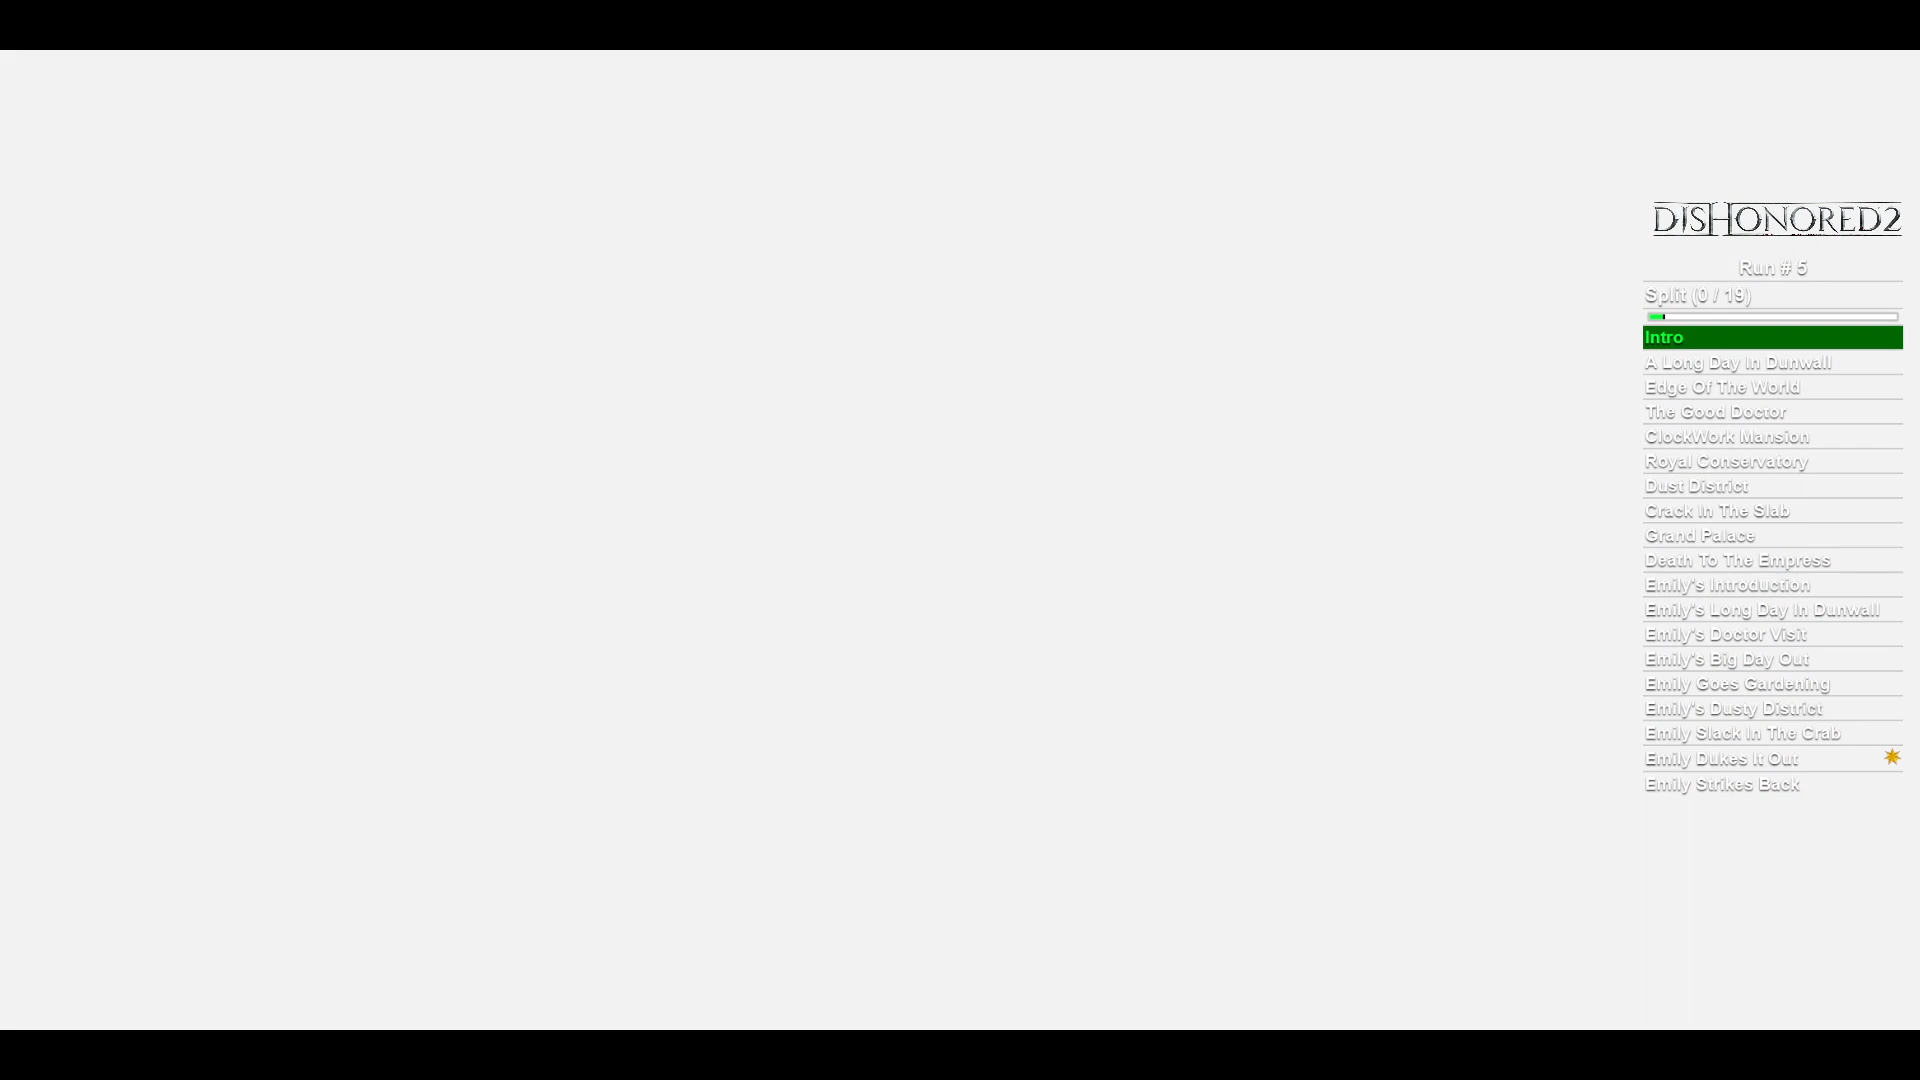 DISHONORED2
Run # 5
Split (0 / 19)
Intro
A Long Day In Dunwall
Edge Of The World
The Good Doctor
ClockWork Mansion
Royal Conservatory
Dust District
Crack In The Slab
Grand Palace
Death To The Empress
Emily's Introduction
Emily's Long Day In Dunwall
Emily's Doctor Visit
Emily's Big Day Out
Emily Goes Gardening
Emily's Dusty District
Emily Slack In The Crab
Emily Dukes It Out
Emily Strikes Back